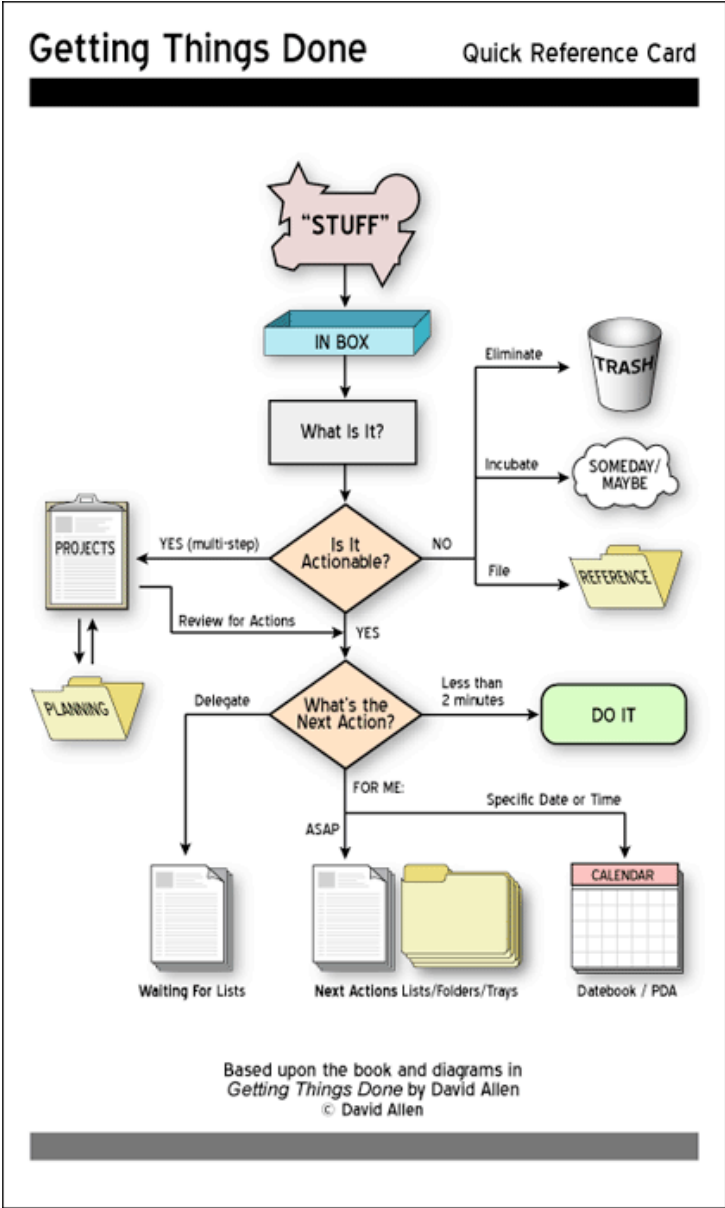 Getting Things Done
Quick Reference Card
“STUFF”
IN BOX
What Is It?
Is It
Actionable?
NO
Eliminate
TRASH
Incubate
SOMEDAY/
MAYBE
File
REFERENCE
YES (multi-step)
PROJECTS
PLANNING
Review for Actions
YES
What's the
Next Action?
Less than
2 minutes
DO IT
Delegate
FOR ME:
ASAP
Specific Date or Time
CALENDAR
Waiting For Lists
Next Actions Lists/Folders/Trays
Datebook / PDA
Based upon the book and diagrams in
Getting Things Done by David Allen
© David Allen